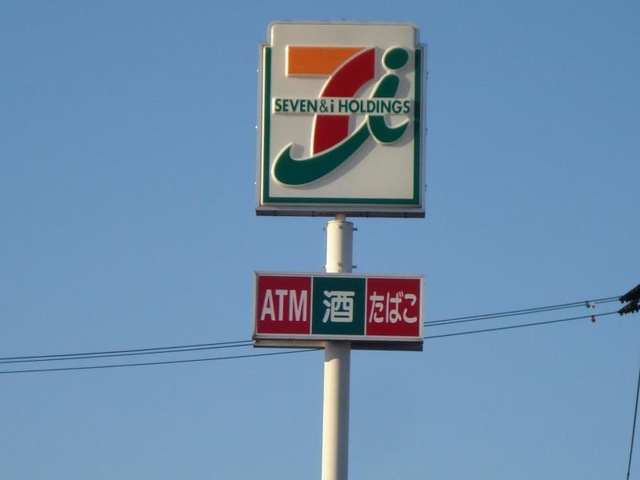 SEVEN&i HOLDINGS
ATM 酒 たばこ